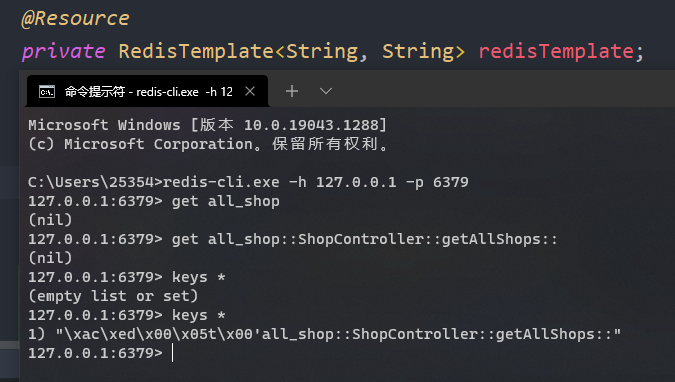 @Resource
private RedisTemplate<String, String> redisTemplate;
命令提示符 - redis-cli.exe -h 12
Microsoft Windows [版本 10.0.19043.1288]
(c) Microsoft Corporation。保留所有权利。
C:\Users\25354>redis-cli.exe -h 127.0.0.1 -p 6379
127.0.0.1:6379> get all_shop
(nil)
127.0.0.1:6379> get all_shop::ShopController::getAllShops::
(nil)
127.0.0.1:6379> keys *
(empty list or set)
127.0.0.1:6379> keys *
1) "\xac\xed\x00\x05t\x00'all_shop::ShopController::getAllShops::"
127.0.0.1:6379>